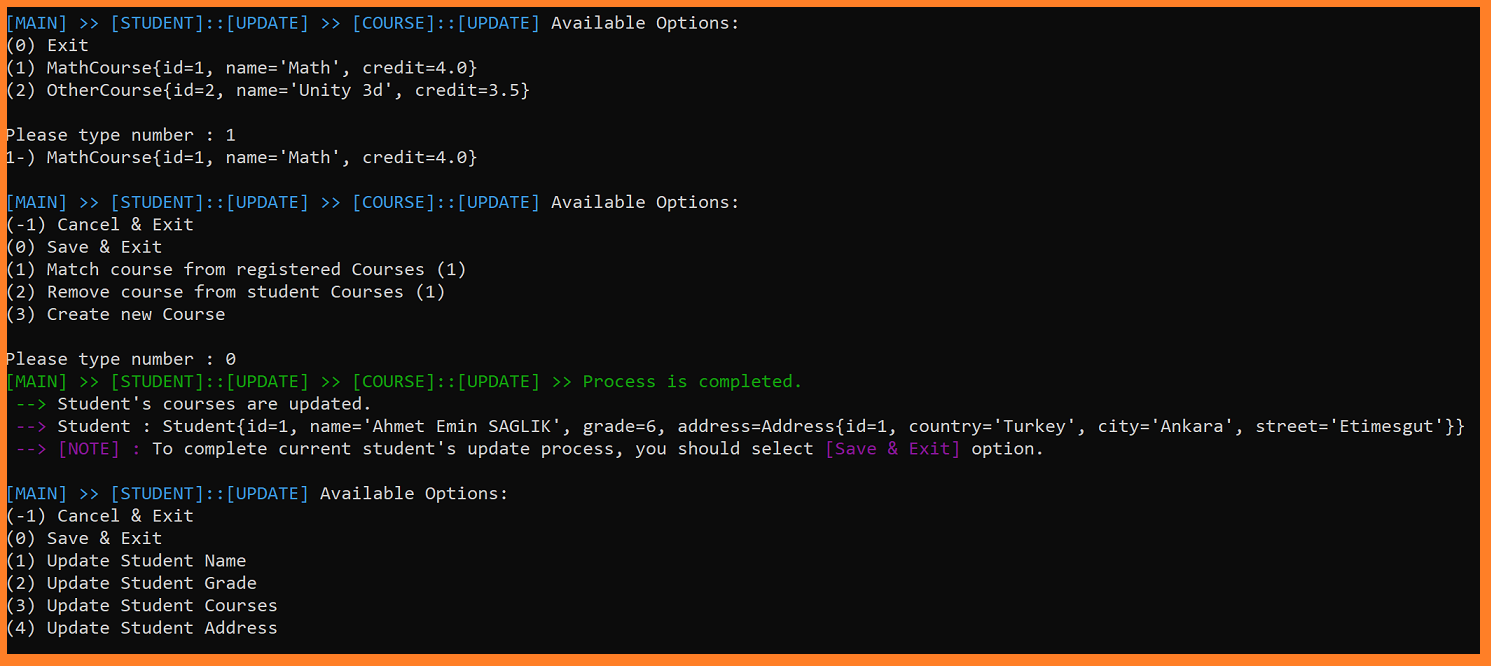 [MAIN] >> [STUDENT]::[UPDATE] >> [COURSE]::[UPDATE] Available Options:
(0) Exit
(1) MathCourse{id=1, name='Math', credit=4.0}
(2) OtherCourse{id=2, name='Unity 3d', credit=3.5}
Please type number : 1
1-) MathCourse{id=1, name='Math', credit=4.0}
[MAIN] >> [STUDENT]::[UPDATE] >> [COURSE]::[UPDATE] Available Options:
(-1) Cancel & Exit
(0) Save & Exit
(1) Match course from registered Courses (1)
(2) Remove course from student Courses (1)
(3) Create new Course
Please type number : 0
[MAIN] >> [STUDENT]::[UPDATE] >> [COURSE]::[UPDATE] >> Process is completed.
--> Student's courses are updated.
--> Student : Student{id=1, name='Ahmet Emin SAGLIK', grade=6, address=Address{id=1, country='Turkey', city='Ankara', street='Etimesgut'}}
--> [NOTE] : To complete current student's update process, you should select [Save & Exit] option.
[MAIN] >> [STUDENT]::[UPDATE] Available Options:
(-1) Cancel & Exit
(0) Save & Exit
(1) Update Student Name
(2) Update Student Grade
(3) Update Student Courses
(4) Update Student Address